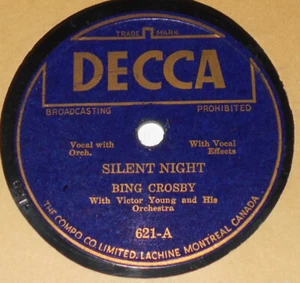 TRADE MARK
DECCA
BROADCASTING PROHIBITED
Vocal with With Vocal
Orch. Effects
SILENT NIGHT
BING CROSBY
With Victor Young and His
Orchestra
621-A
THE COMPO CO. LIMITED. LACHINE MONTREAL CANADA